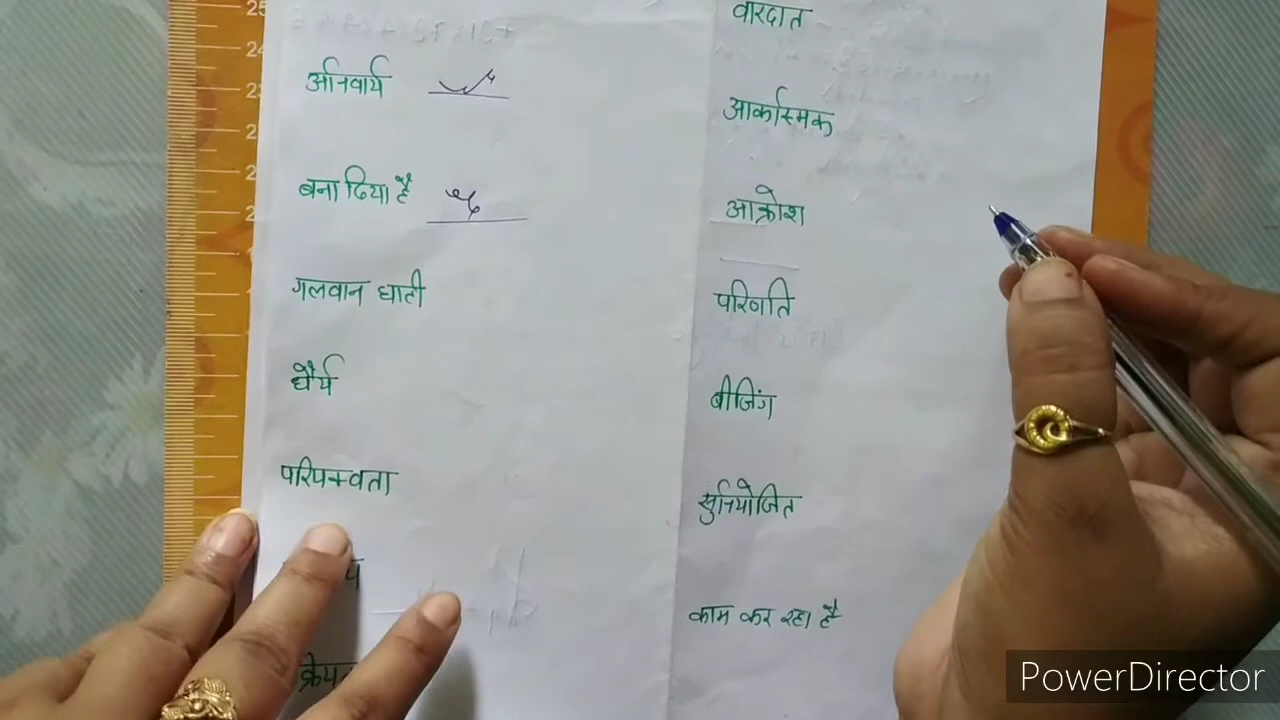 अनिवार्य
बना दिया है
गलवान घाटी
धैर्य
परिपक्वता
वारदात
आकस्मिक
आक्रोश
परिणति
बीजिंग
सुनियोजित
काम कर रहा है
PowerDirector